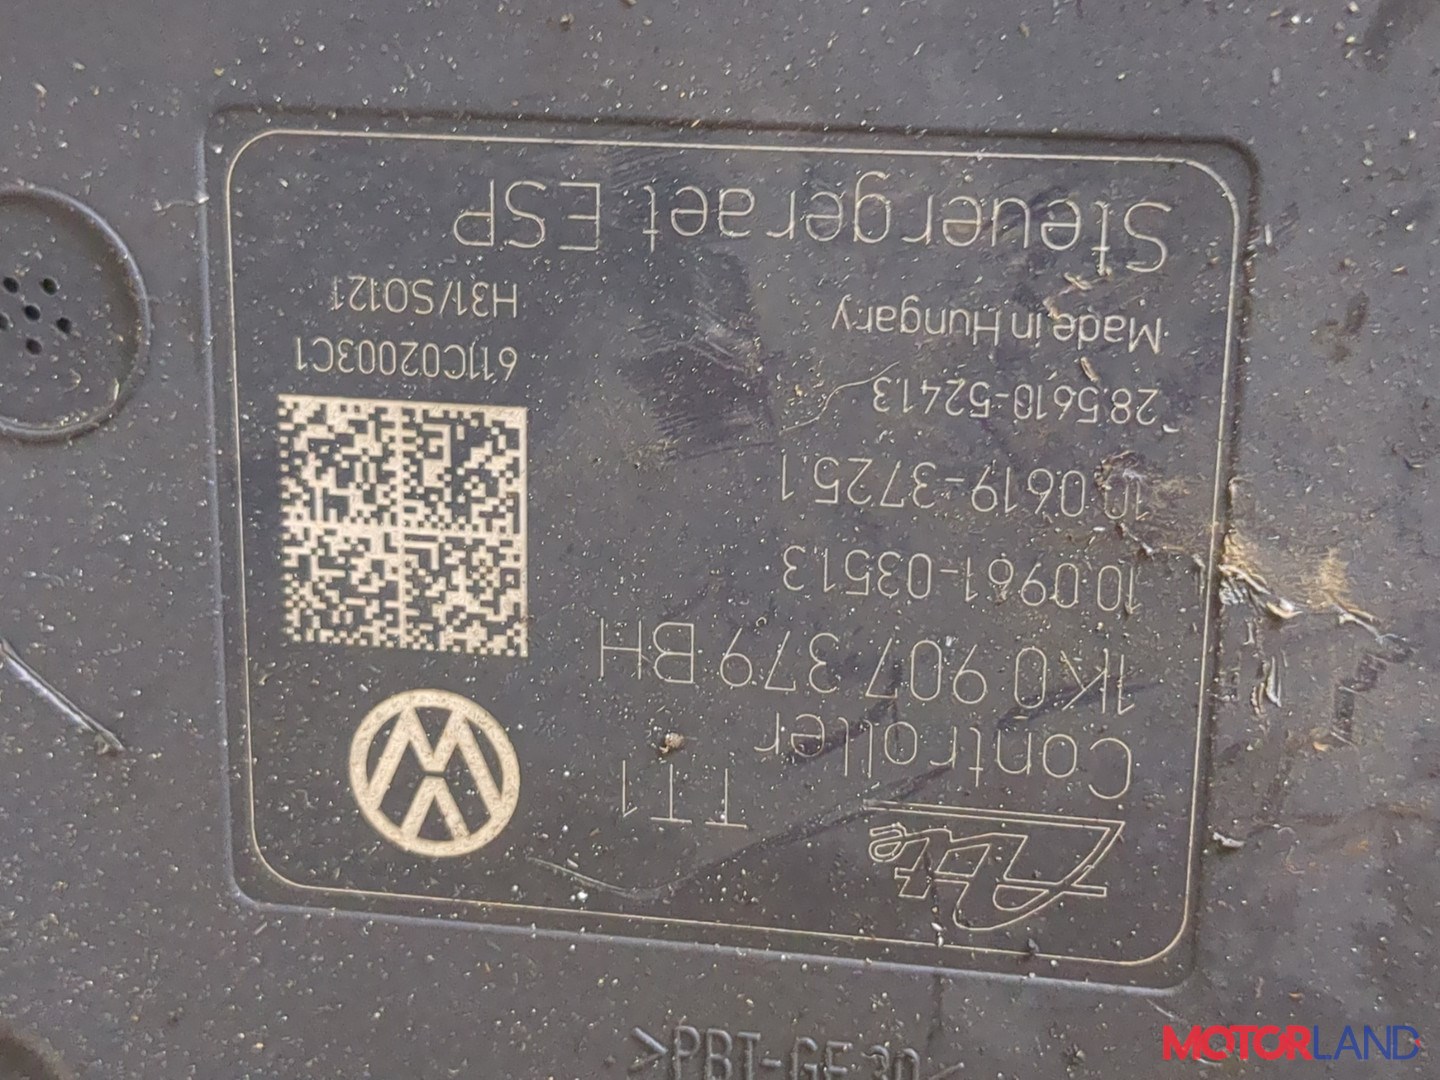 Ate TT1
Controller
1K0 907 379 BH
10.0961-0351.3
10.0619-3725.1
28.5610-5241.3
Made in Hungary
Steuergeraet ESP
611C02003C1
H31/SO121
>PBT-GF 30<
MOTORLAND